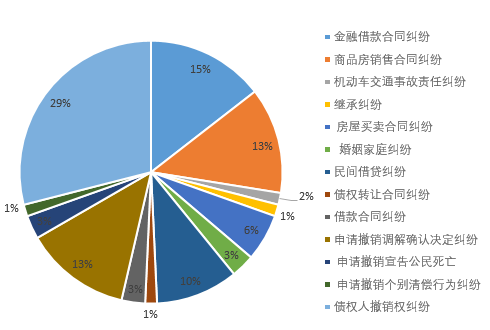 金融借款合同纠纷
商品房销售合同纠纷
机动车交通事故责任纠纷
继承纠纷
房屋买卖合同纠纷
婚姻家庭纠纷
民间借贷纠纷
债权转让合同纠纷
借款合同纠纷
申请撤销调解确认决定纠纷
申请撤销宣告公民死亡
申请撤销个别清偿行为纠纷
债权人撤销权纠纷
15%
13%
2%
1%
6%
3%
10%
1%
3%
13%
1%
29%